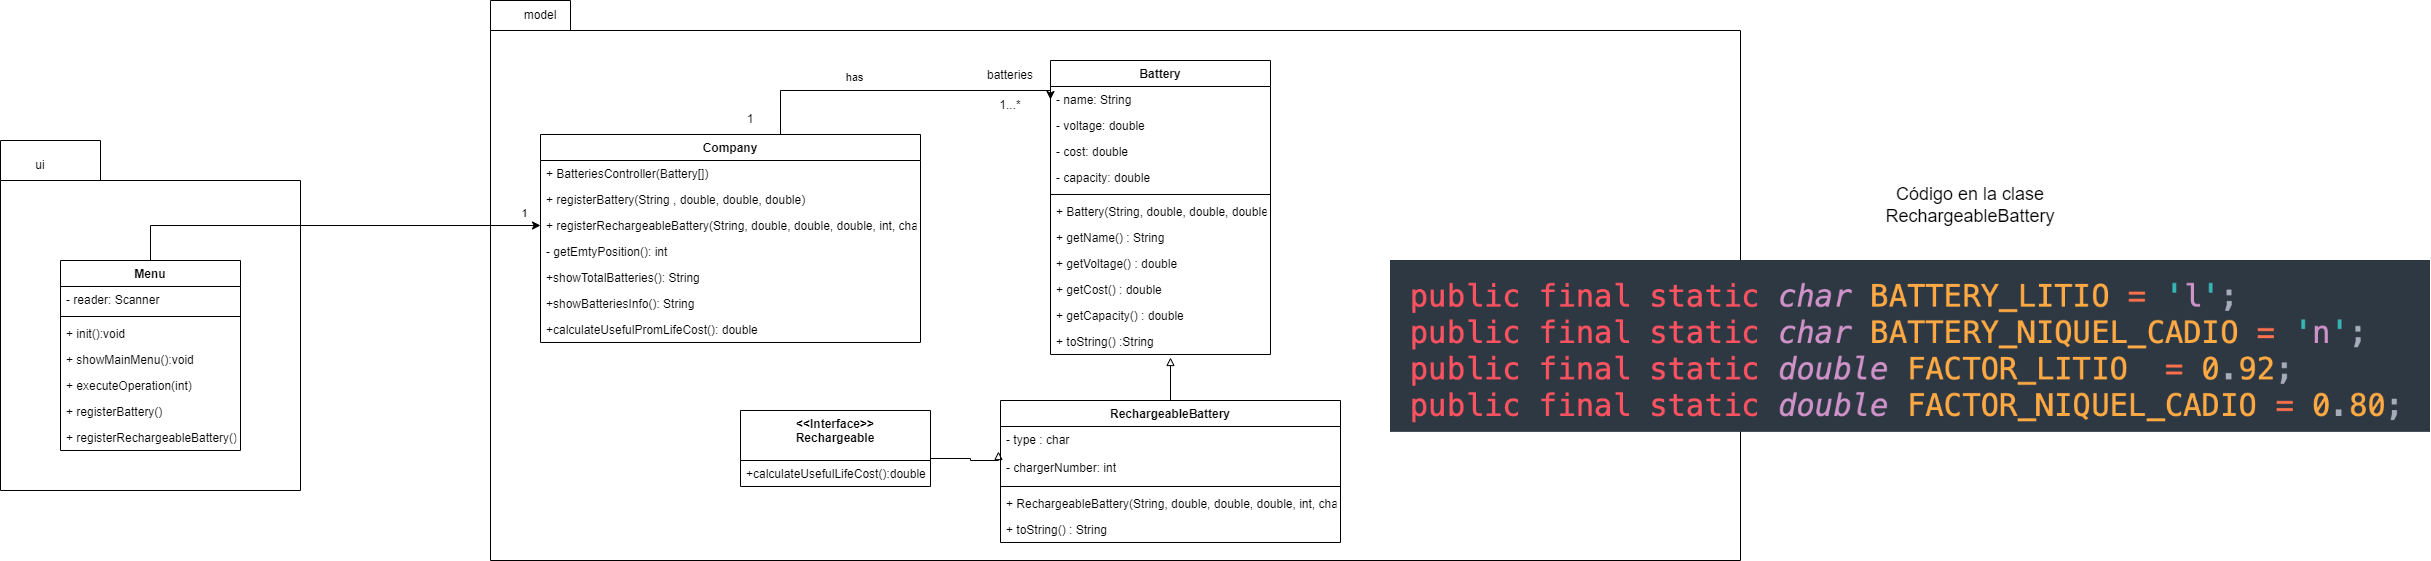 model
ui
Menu
- reader: Scanner
+ init():void
+ showMainMenu():void
+ executeOperation(int)
+ registerBattery()
+ registerRechargeableBattery()
1
has
batteries
1
1...*
Company
+ BatteriesController(Battery[])
+ registerBattery(String , double, double, double)
+ registerRechargeableBattery(String, double, double, double, int, cha
- getEmtyPosition(): int
+showTotalBatteries(): String
+showBatteriesInfo(): String
+calculateUsefulPromLifeCost(): double
Battery
- name: String
- voltage: double
- cost: double
- capacity: double
+ Battery(String, double, double, double
+ getName() : String
+ getVoltage() : double
+ getCost() : double
+ getCapacity() : double
+ toString() :String
<<Interface>>
Rechargeable
+calculateUsefulLifeCost():double
RechargeableBattery
- type : char
- chargerNumber: int
+ RechargeableBattery(String, double, double, double, int, cha
+ toString() : String
Código en la clase
RechargeableBattery
public final static char BATTERY_LITIO = 'l';
public final static char BATTERY_NIQUEL_CADIO = 'n';
public final static double FACTOR_LITIO  = 0.92;
public final static double FACTOR_NIQUEL_CADIO = 0.80;